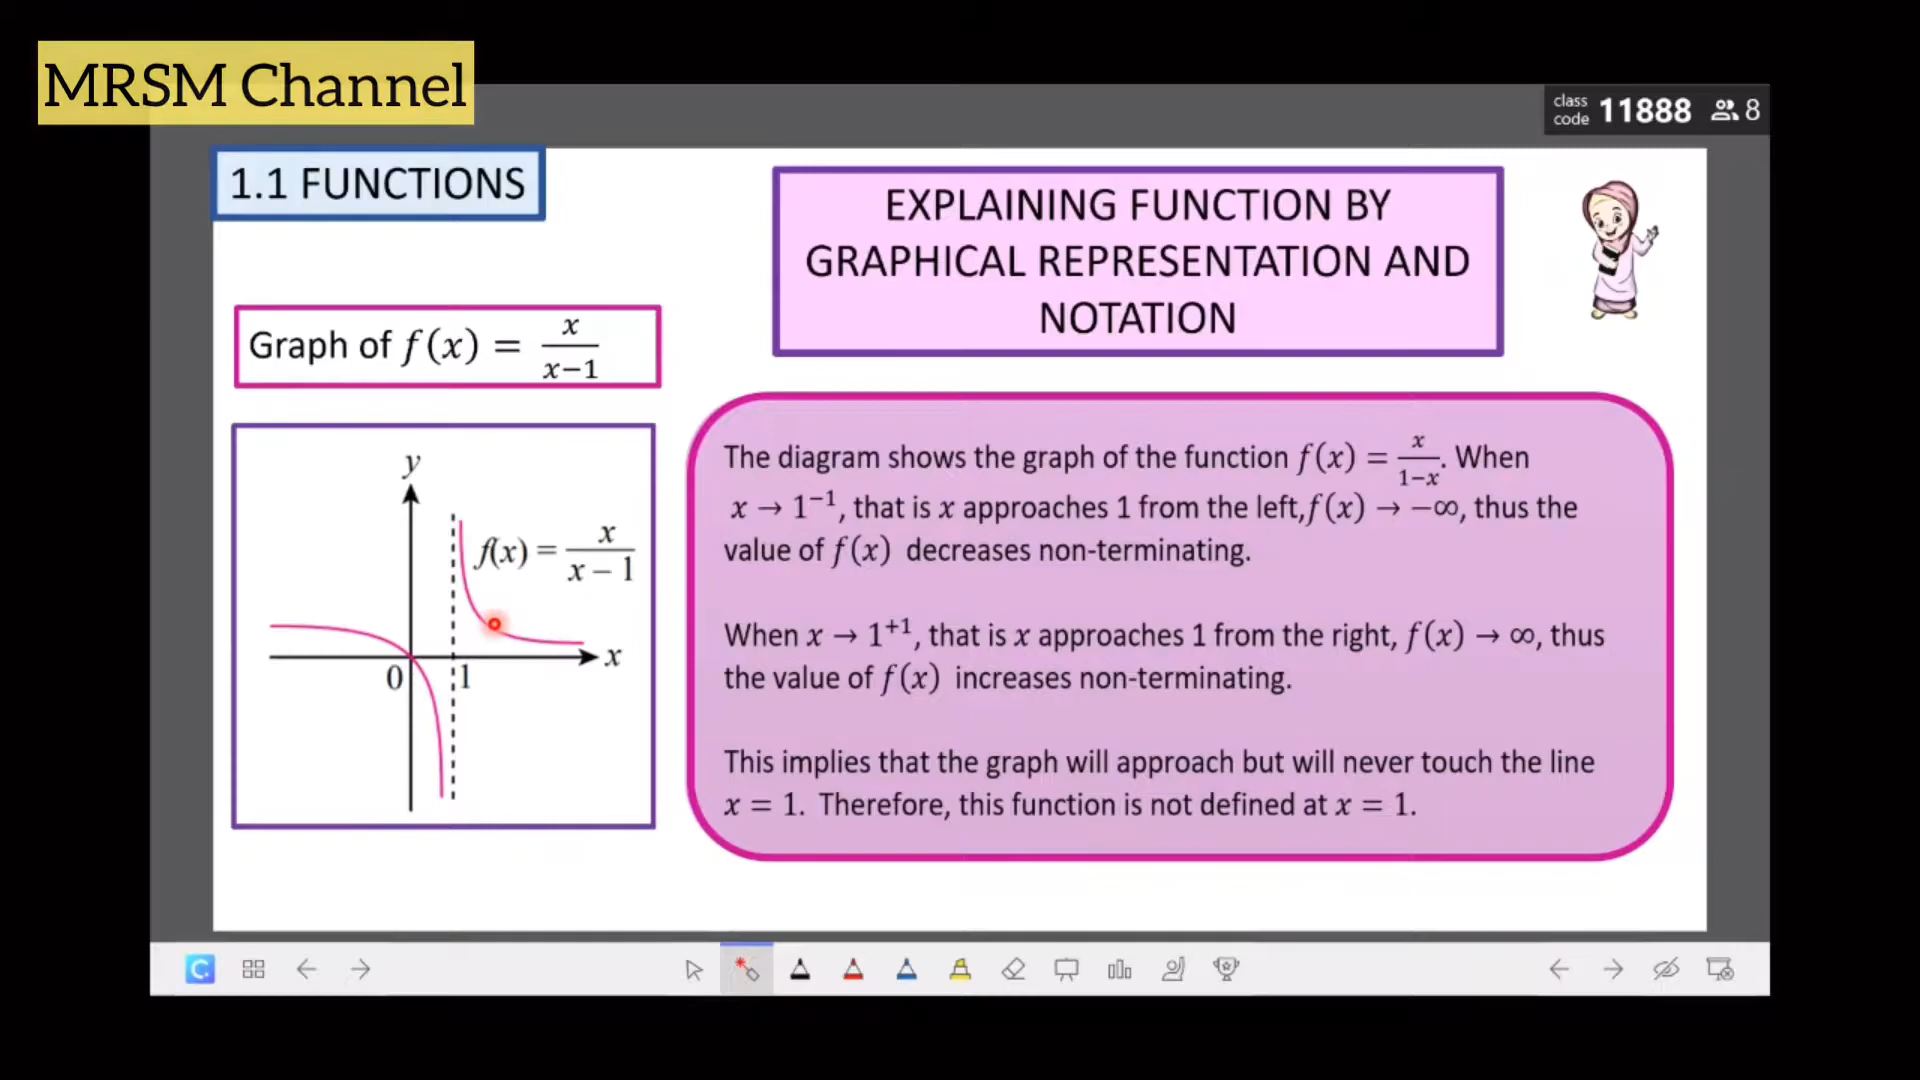 MRSM Channel
class code 11888 8
1.1 FUNCTIONS
EXPLAINING FUNCTION BY
GRAPHICAL REPRESENTATION AND
NOTATION
Graph of f(x) = x/(x−1)
y
f(x) = x/(x − 1)
x
0
1
The diagram shows the graph of the function f(x) = x/(1−x). When
x → 1⁻¹, that is x approaches 1 from the left,f(x) → −∞, thus the
value of f(x) decreases non-terminating.
When x → 1⁺¹, that is x approaches 1 from the right, f(x) → ∞, thus
the value of f(x) increases non-terminating.
This implies that the graph will approach but will never touch the line
x = 1. Therefore, this function is not defined at x = 1.
C